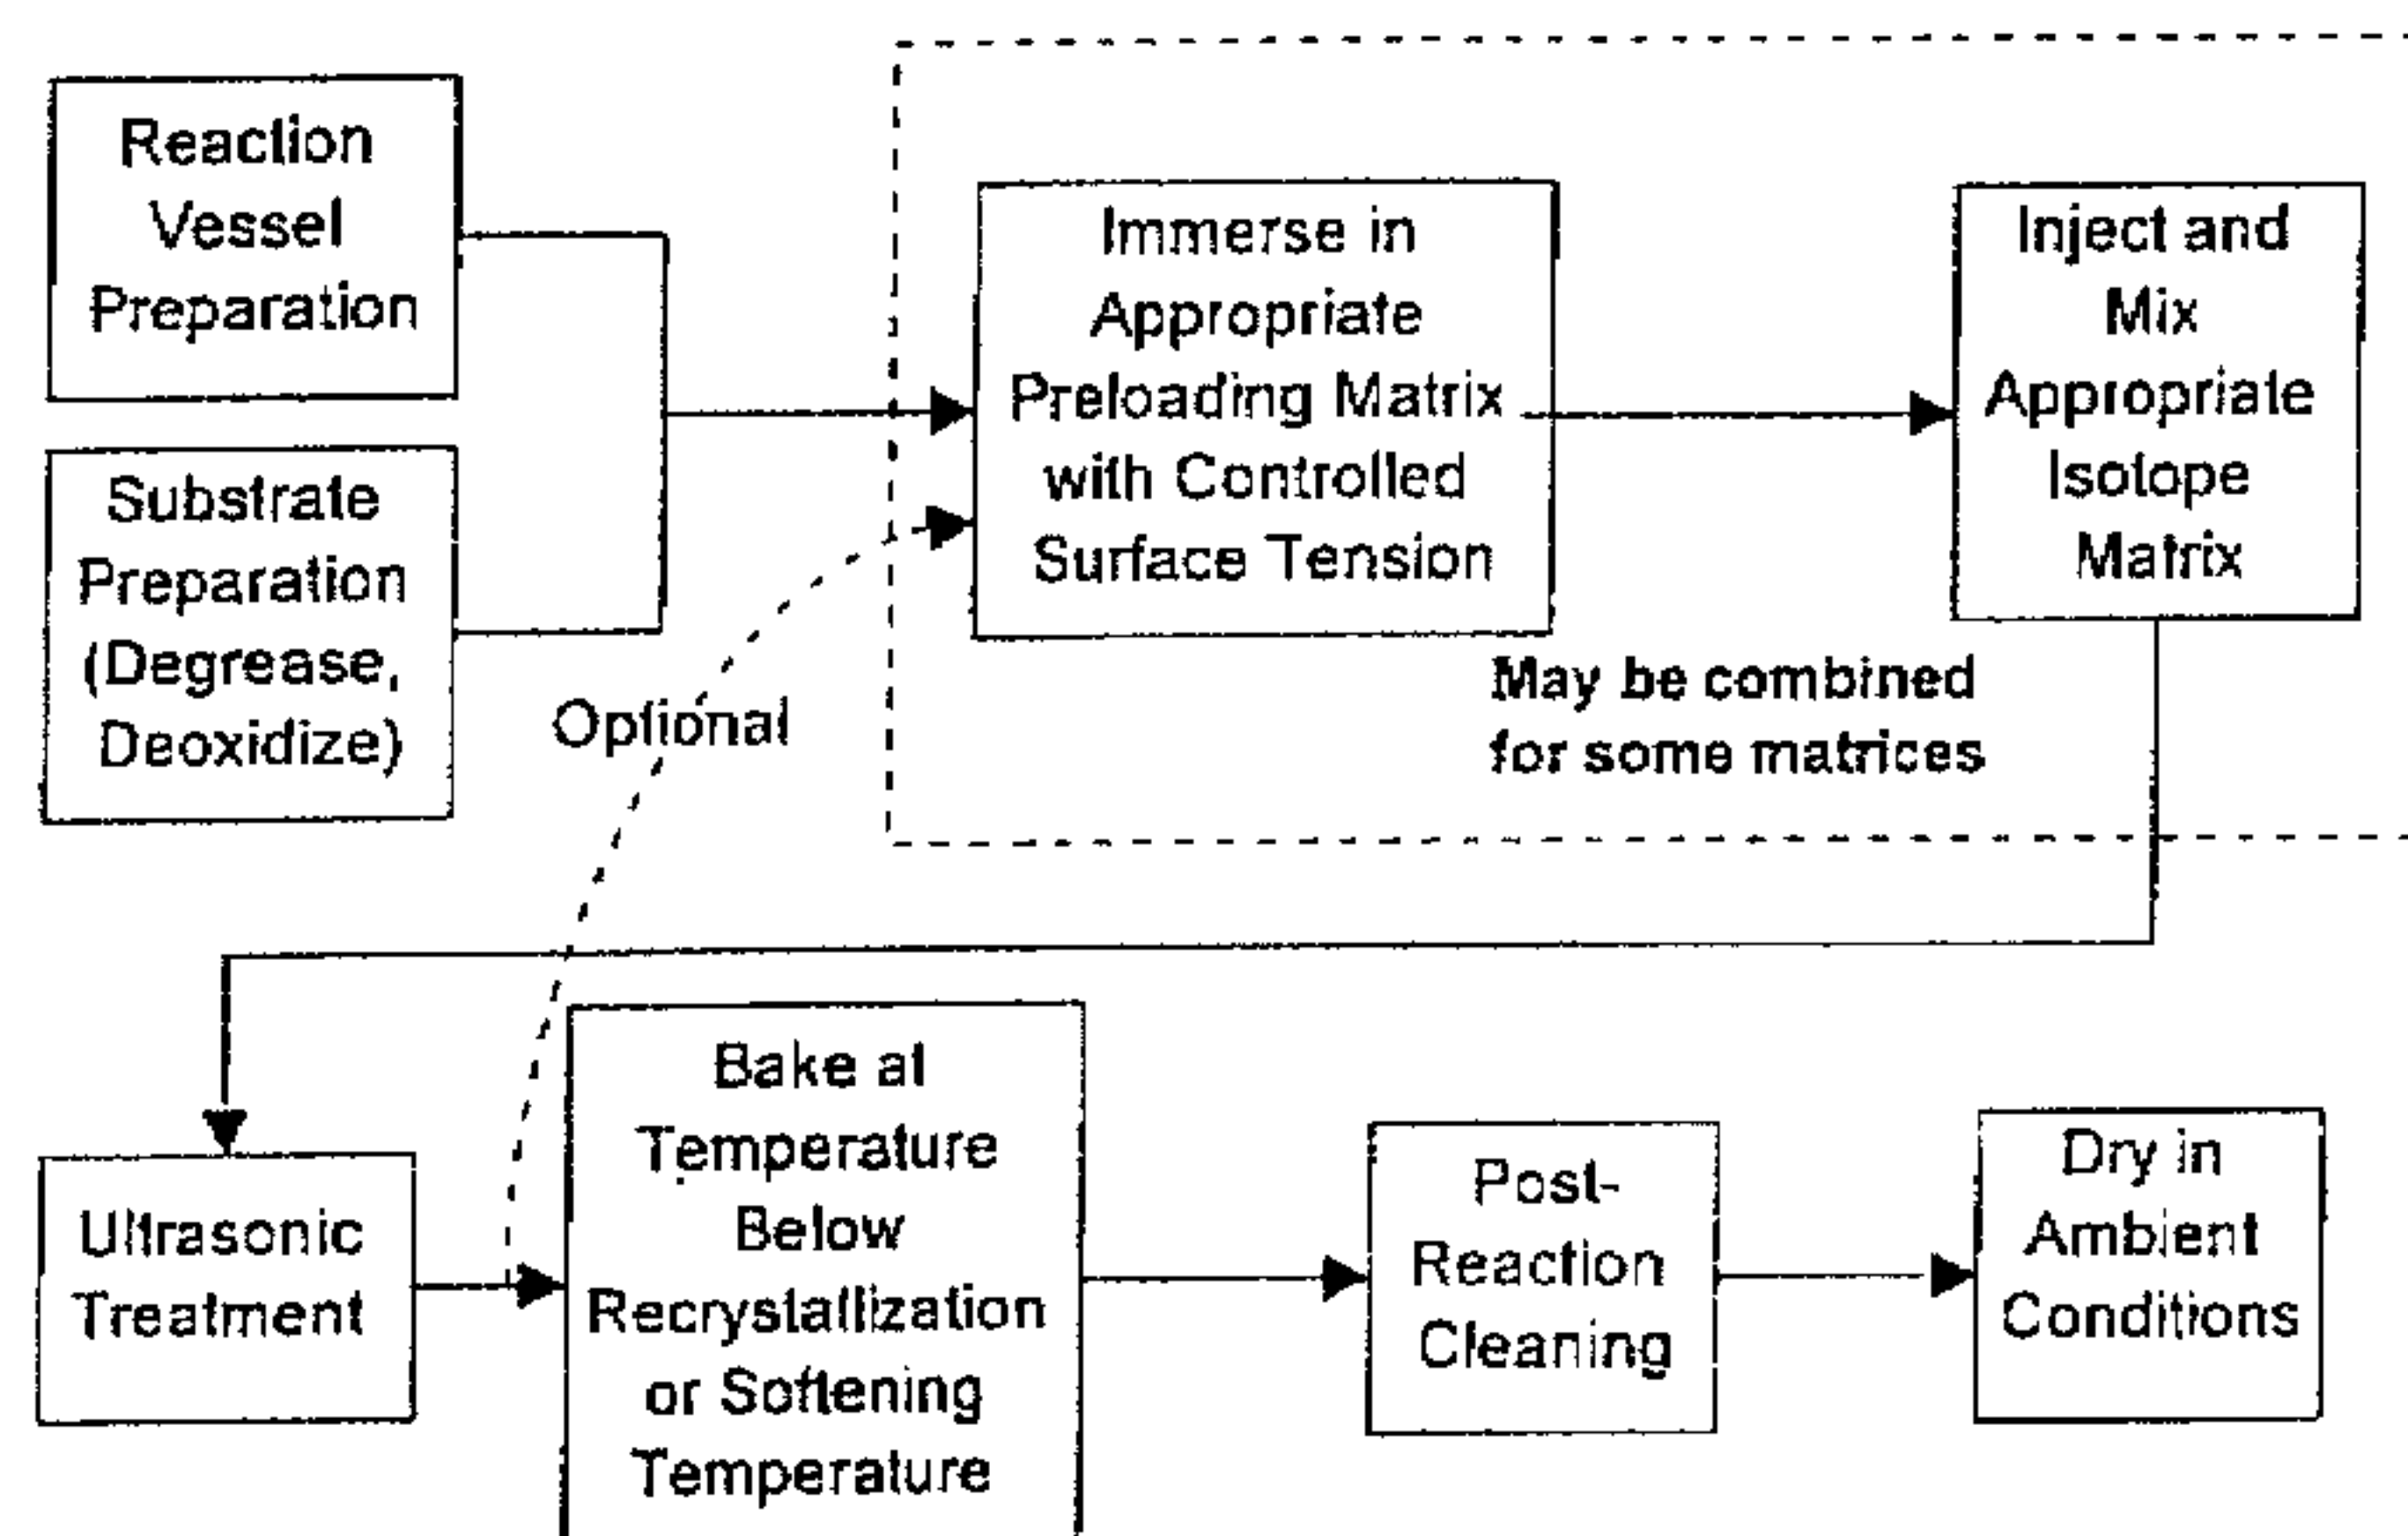 Reaction
Vessel
Preparation
Substrate
Preparation
(Degrease,
Deoxidize)
Optional
Immerse in
Appropriate
Preloading Matrix
with Controlled
Surface Tension
Inject and
Mix
Appropriate
Isotope
Matrix
May be combined
for some matrices
Ultrasonic
Treatment
Bake at
Temperature
Below
Recrystallization
or Softening
Temperature
Post-
Reaction
Cleaning
Dry in
Ambient
Conditions